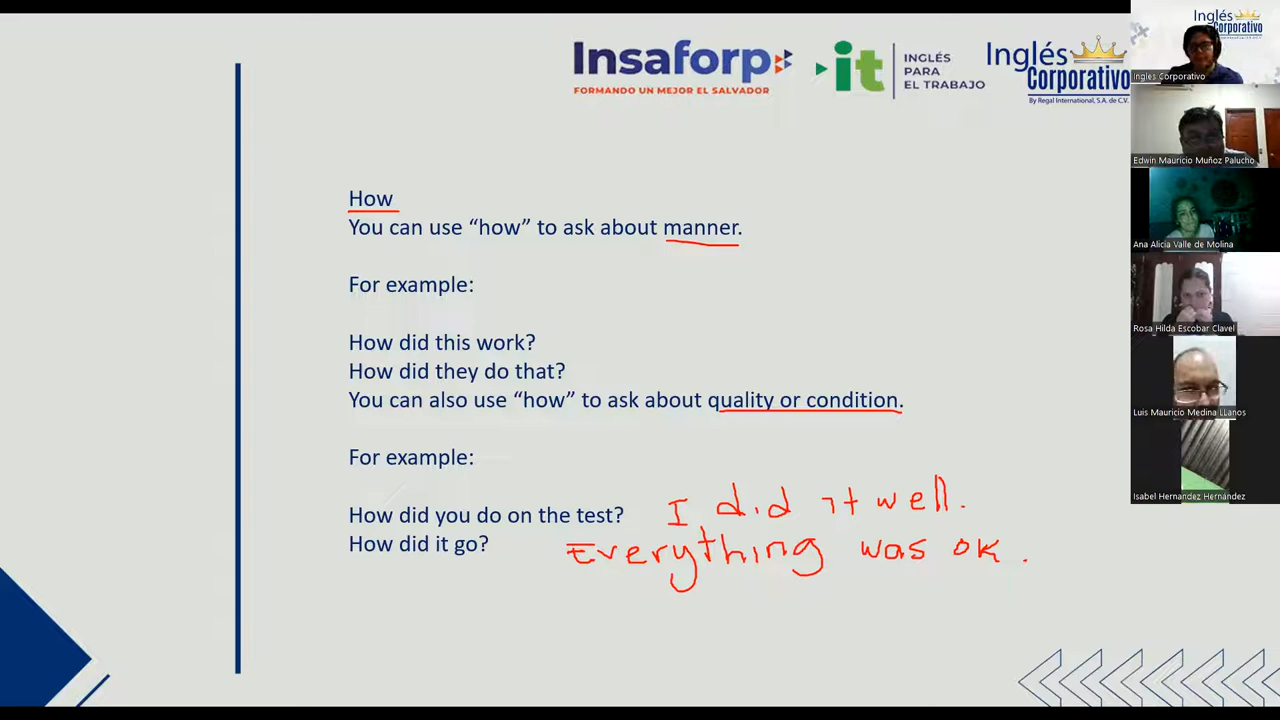 Insaforp
FORMANDO UN MEJOR EL SALVADOR
it
INGLÉS
PARA
EL TRABAJO
Inglés
Corporativo
By Regal International, S.A. de C.V.
How
You can use “how” to ask about manner.
For example:
How did this work?
How did they do that?
You can also use “how” to ask about quality or condition.
For example:
How did you do on the test? I did it well.
How did it go? Everything was ok.
Inglés
Corporativo
Ingles Corporativo
Edwin Mauricio Muñoz Palucho
Ana Alicia Valle de Molina
Rosa Hilda Escobar Clavel
Luis Mauricio Medina LLanos
Isabel Hernandez Hernández